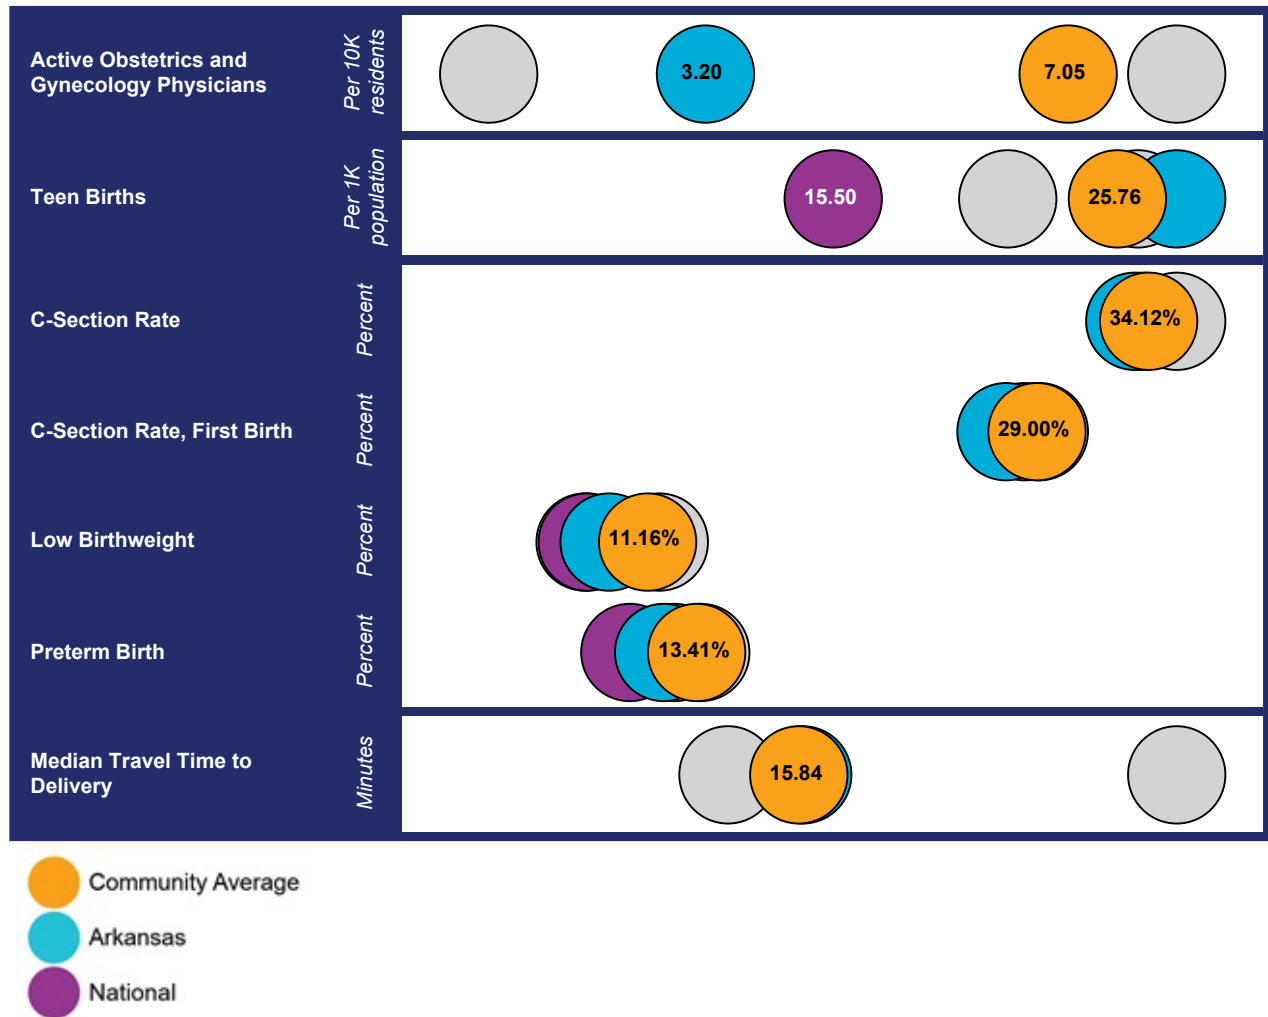 Active Obstetrics and
Gynecology Physicians
Per 10K
residents
3.20
7.05
Teen Births
Per 1K
population
15.50
25.76
C-Section Rate
Percent
34.12%
C-Section Rate, First Birth
Percent
29.00%
Low Birthweight
Percent
11.16%
Preterm Birth
Percent
13.41%
Median Travel Time to
Delivery
Minutes
15.84
Community Average
Arkansas
National